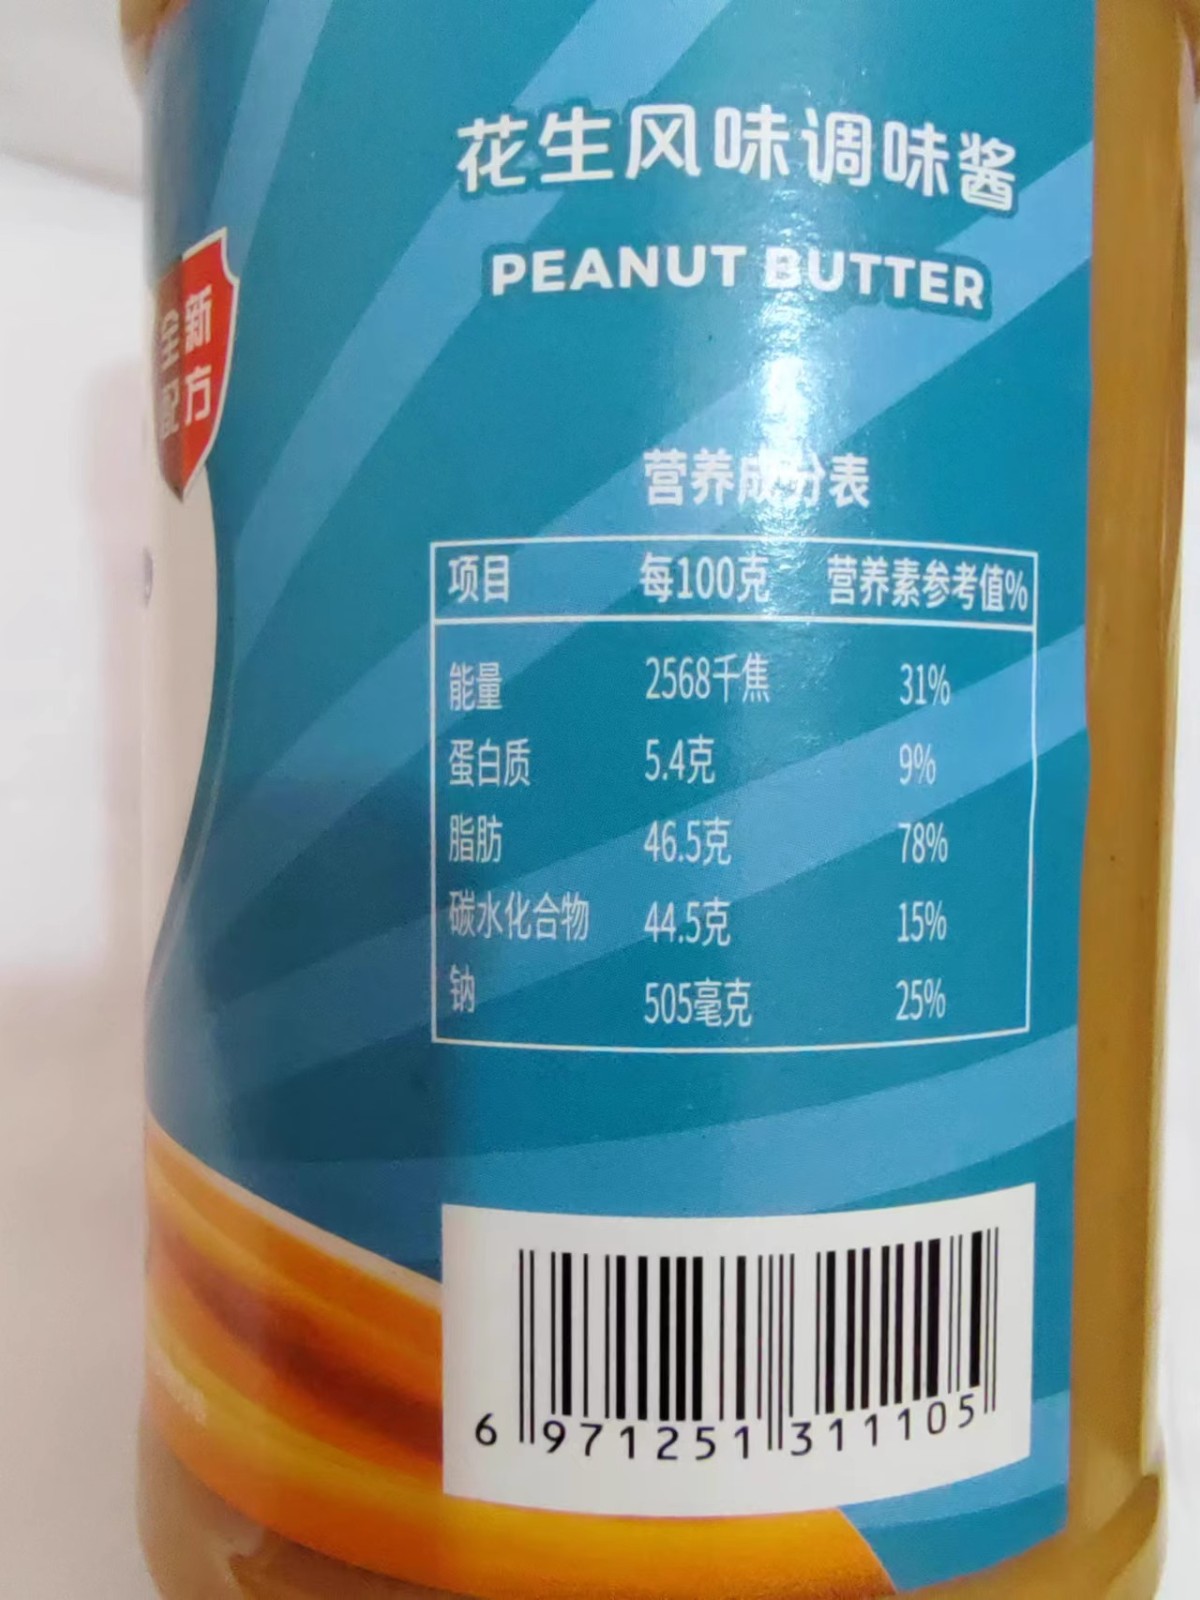 花生风味调味酱
PEANUT BUTTER
全新
配方
营养成分表
项目 每100克 营养素参考值%
能量 2568千焦 31%
蛋白质 5.4克 9%
脂肪 46.5克 78%
碳水化合物 44.5克 15%
钠 505毫克 25%
6 971251 311105